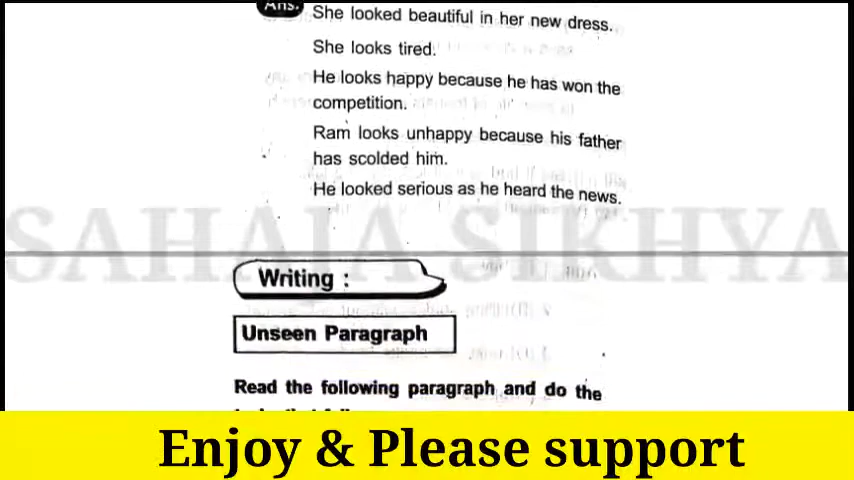 Ans. She looked beautiful in her new dress.
She looks tired.
He looks happy because he has won the
competition.
Ram looks unhappy because his father
has scolded him.
He looked serious as he heard the news.
SAHAJA SIKHYA
Writing :
Unseen Paragraph
Read the following paragraph and do the
Enjoy & Please support